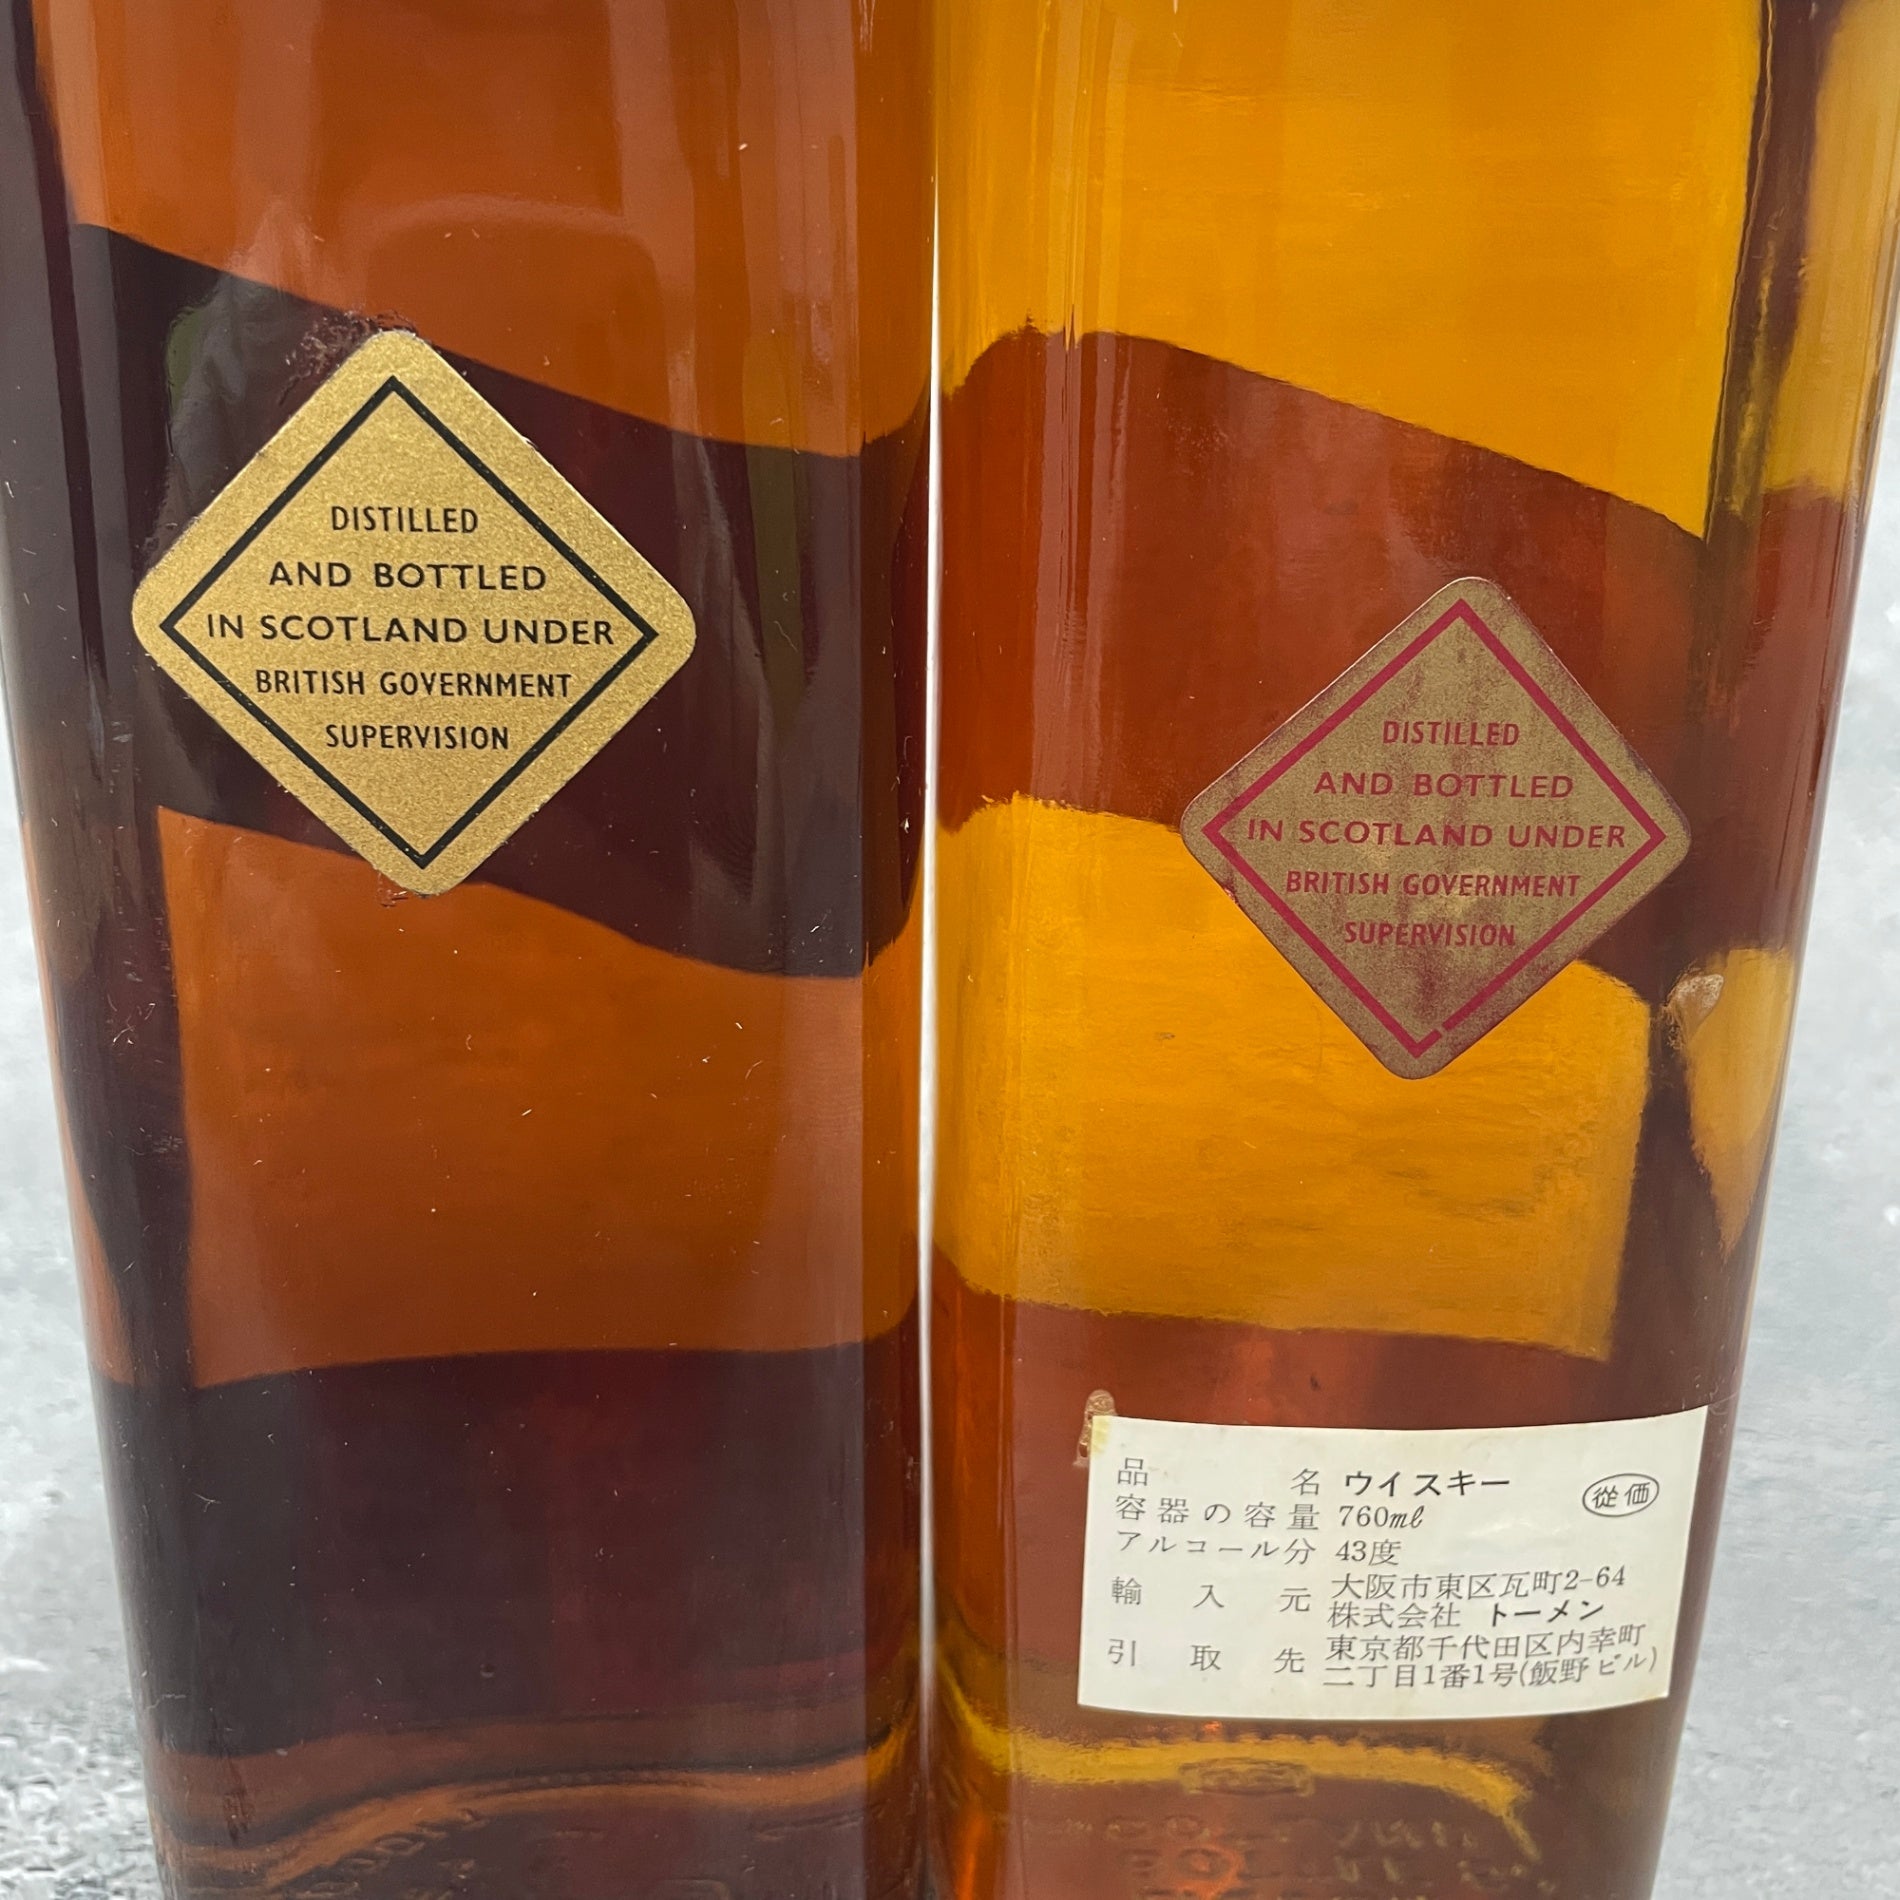 DISTILLED
AND BOTTLED
IN SCOTLAND UNDER
BRITISH GOVERNMENT
SUPERVISION
DISTILLED
AND BOTTLED
IN SCOTLAND UNDER
BRITISH GOVERNMENT
SUPERVISION
品名 ウイスキー 從価
容器の容量 760㎖
アルコール分 43度
輸入元 大阪市東区瓦町2-64
株式会社 トーメン
引取先 東京都千代田区内幸町
二丁目1番1号(飯野ビル)